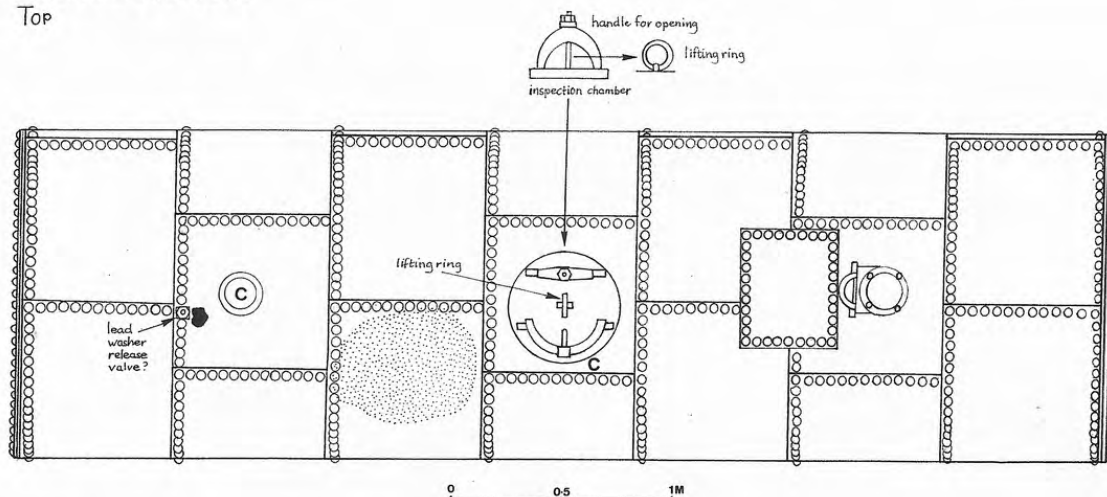 Top
handle for opening
lifting ring
inspection chamber
lifting ring
C
C
lead
washer
release
valve?
0 0·5 1M